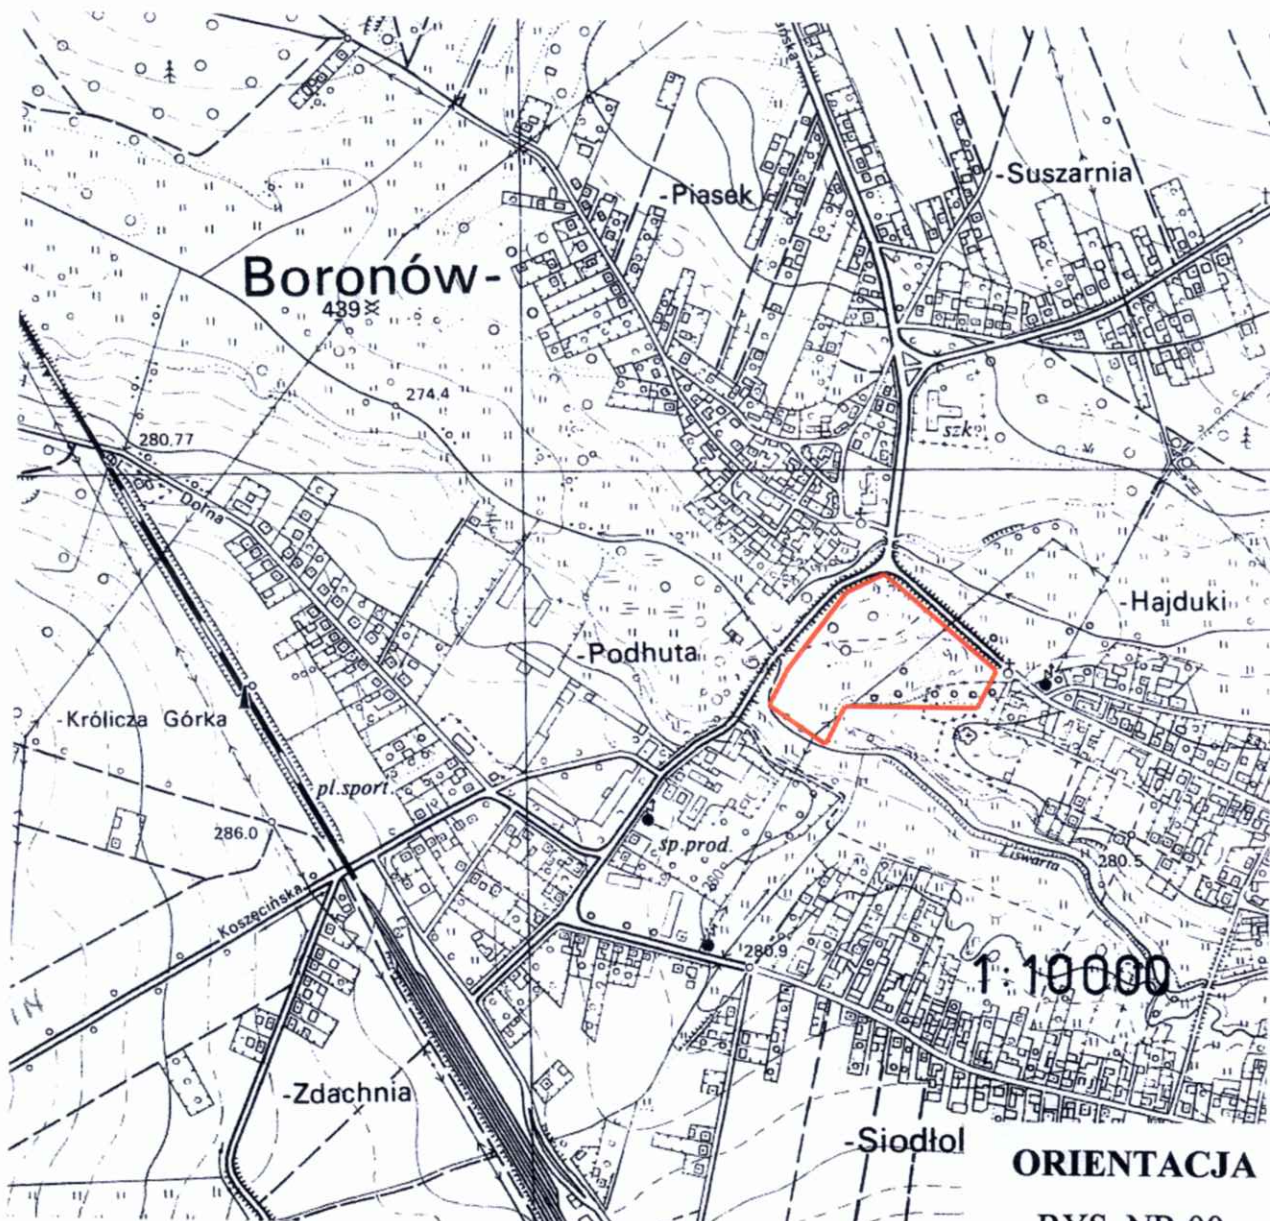 -Suszarnia
-Piasek
Boronów-
439
274.4
280.77
szk.
Dolna
-Hajduki
-Podhuta
-Królicza Górka
pl.sport.
286.0
sp.prod.
Liswarta
280.5
Koszęcińska
280.9
1:10000
-Zdachnia
-Siodłol
ORIENTACJA